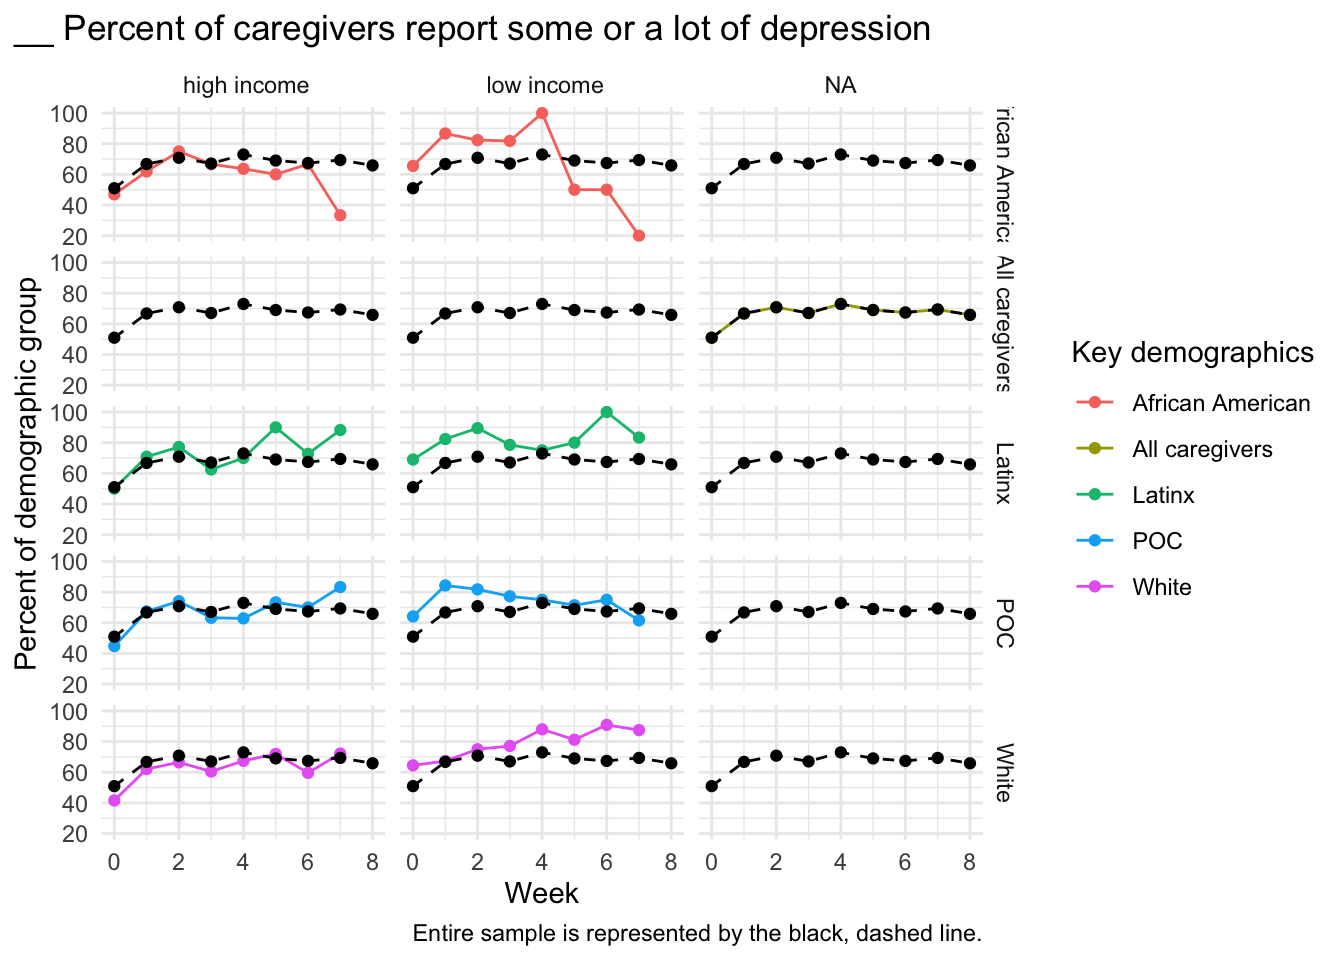 __ Percent of caregivers report some or a lot of depression
high income low income NA
100
80
60
40
20
rican America
100
80
60
40
20
All caregivers
100
80
60
40
20
Latinx
100
80
60
40
20
POC
100
80
60
40
20
White
0 2 4 6 8 0 2 4 6 8 0 2 4 6 8
Percent of demographic group
Week
Entire sample is represented by the black, dashed line.
Key demographics
African American
All caregivers
Latinx
POC
White